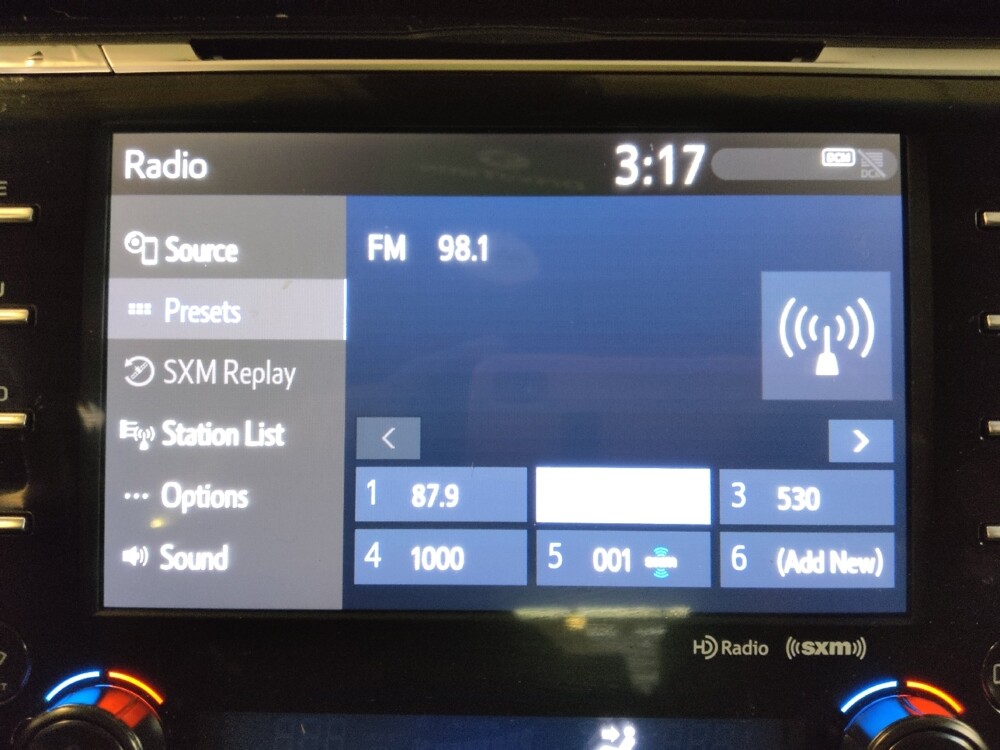 Radio 3:17 DCM
Source
Presets
SXM Replay
Station List
Options
Sound
FM 98.1
1 87.9
3 530
4 1000
5 001
6 (Add New)
HD Radio ((sxm))